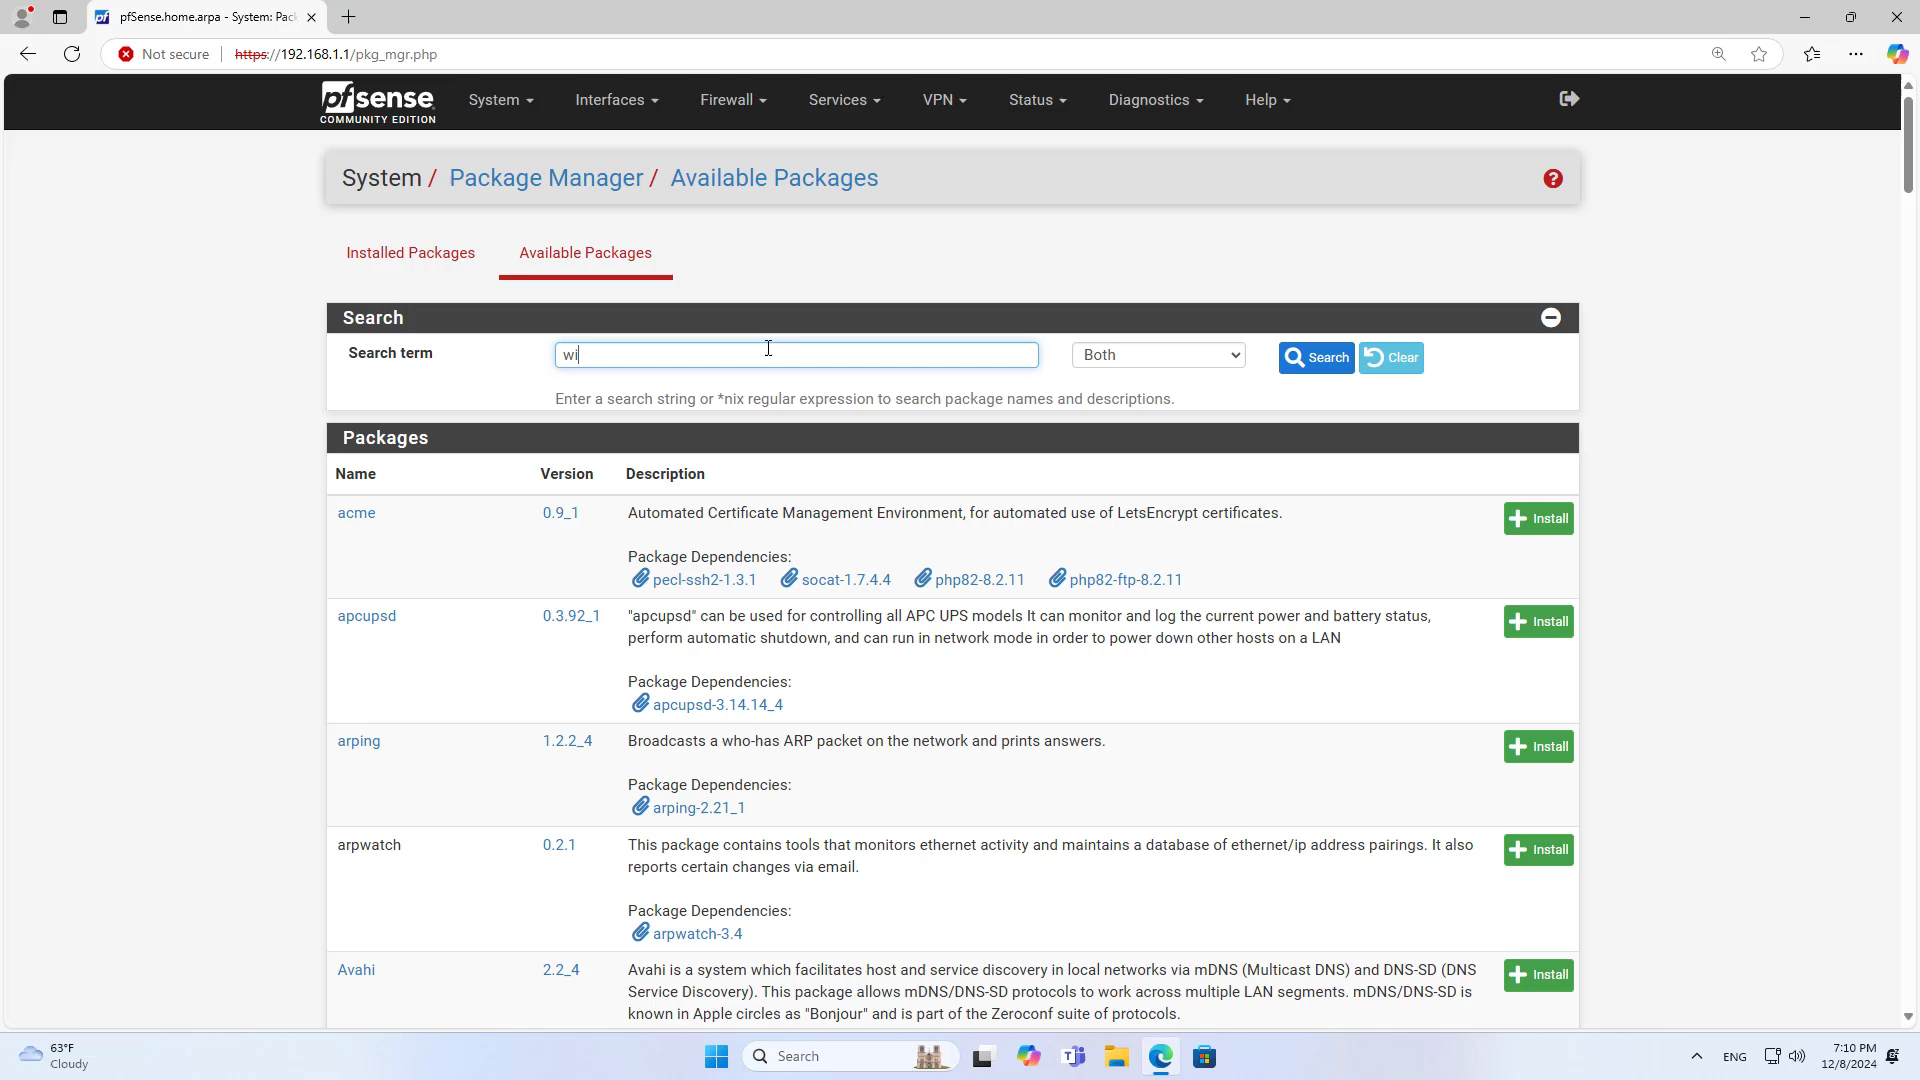 pfSense.home.arpa - System: Pac
Not secure
https://192.168.1.1/pkg_mgr.php
pfsense
COMMUNITY EDITION
System
Interfaces
Firewall
Services
VPN
Status
Diagnostics
Help
System / Package Manager / Available Packages
Installed Packages
Available Packages
Search
Search term
wi
Both
Search
Clear
Enter a search string or *nix regular expression to search package names and descriptions.
Packages
Name
Version
Description
acme
0.9_1
Automated Certificate Management Environment, for automated use of LetsEncrypt certificates.
Install
Package Dependencies:
pecl-ssh2-1.3.1 socat-1.7.4.4 php82-8.2.11 php82-ftp-8.2.11
apcupsd
0.3.92_1
"apcupsd" can be used for controlling all APC UPS models It can monitor and log the current power and battery status,
perform automatic shutdown, and can run in network mode in order to power down other hosts on a LAN
Install
Package Dependencies:
apcupsd-3.14.14_4
arping
1.2.2_4
Broadcasts a who-has ARP packet on the network and prints answers.
Install
Package Dependencies:
arping-2.21_1
arpwatch
0.2.1
This package contains tools that monitors ethernet activity and maintains a database of ethernet/ip address pairings. It also
reports certain changes via email.
Install
Package Dependencies:
arpwatch-3.4
Avahi
2.2_4
Avahi is a system which facilitates host and service discovery in local networks via mDNS (Multicast DNS) and DNS-SD (DNS
Service Discovery). This package allows mDNS/DNS-SD protocols to work across multiple LAN segments. mDNS/DNS-SD is
known in Apple circles as "Bonjour" and is part of the Zeroconf suite of protocols.
Install
63°F
Cloudy
Search
ENG
7:10 PM
12/8/2024